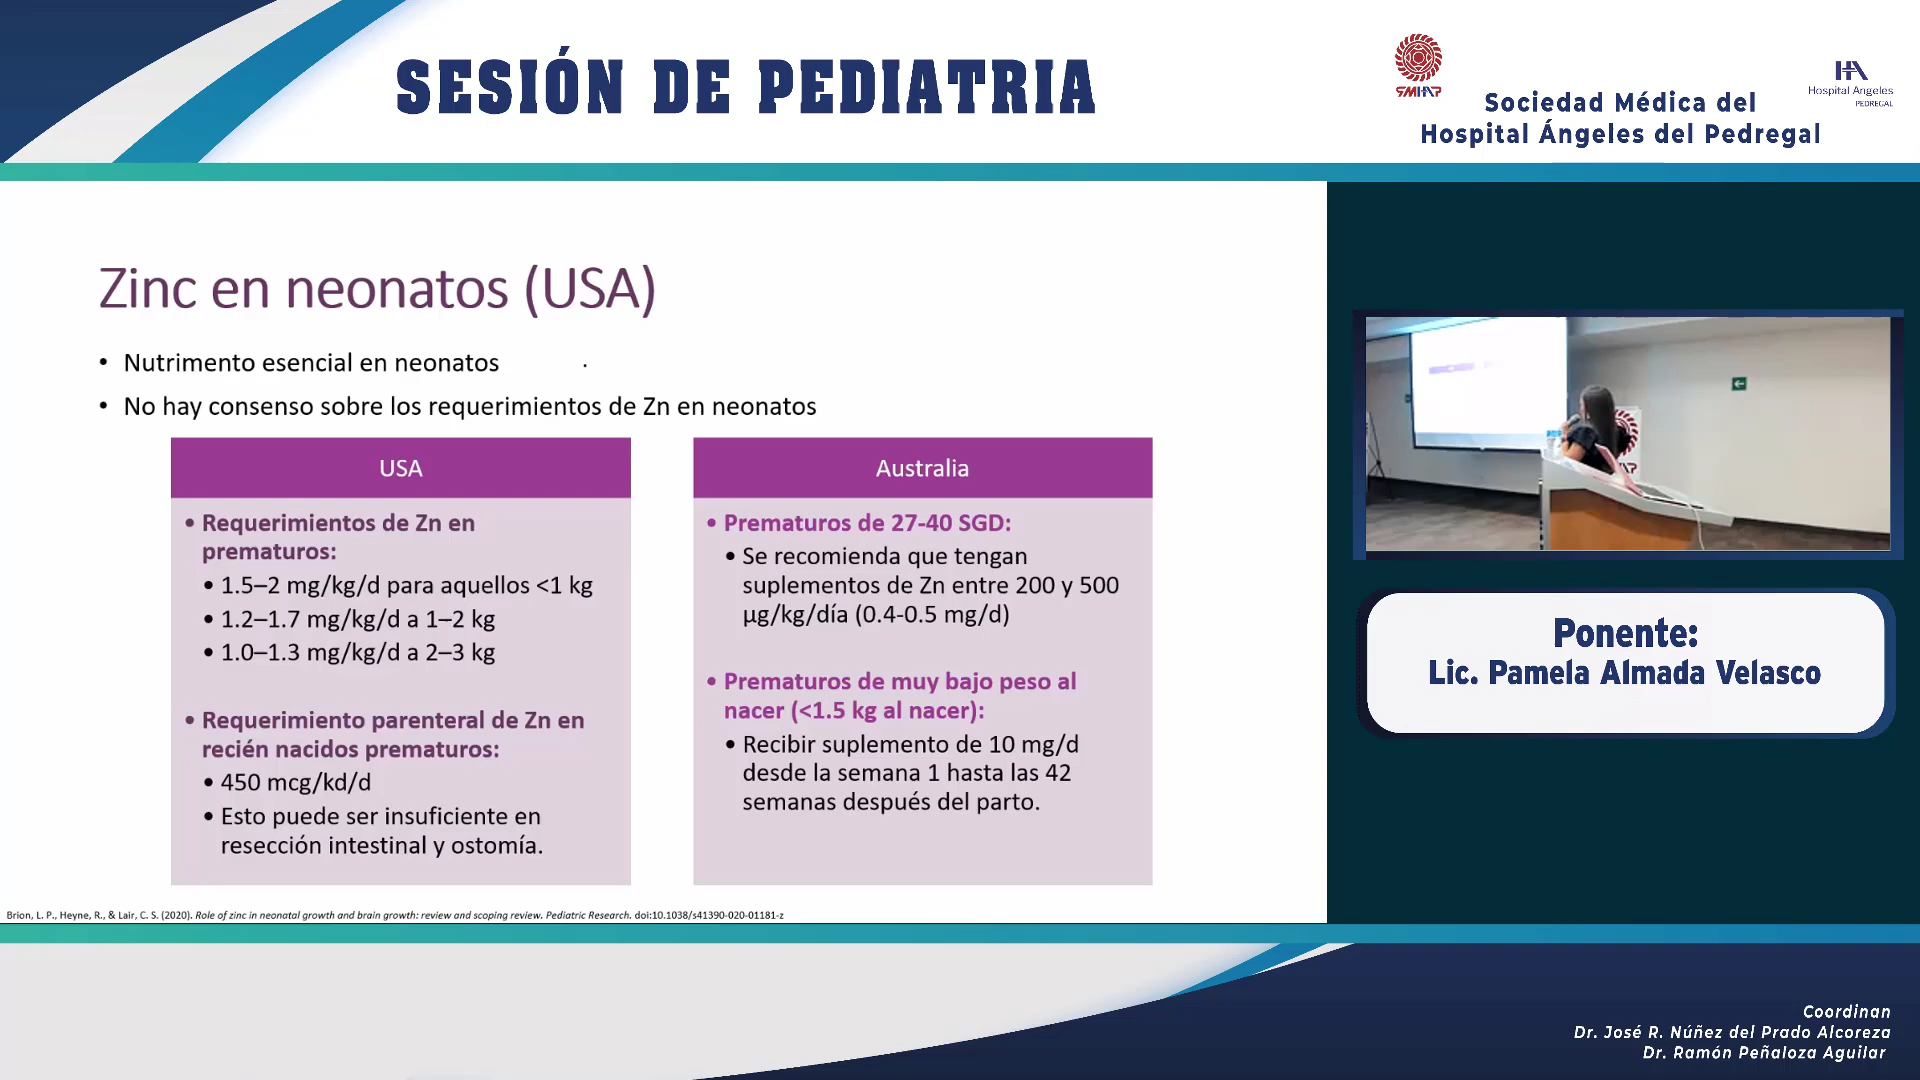 SESIÓN DE PEDIATRIA
SMHAP
Sociedad Médica del
Hospital Ángeles del Pedregal
HA
Hospital Angeles
PEDREGAL
Zinc en neonatos (USA)
• Nutrimento esencial en neonatos
• No hay consenso sobre los requerimientos de Zn en neonatos
USA
• Requerimientos de Zn en
prematuros:
• 1.5–2 mg/kg/d para aquellos <1 kg
• 1.2–1.7 mg/kg/d a 1–2 kg
• 1.0–1.3 mg/kg/d a 2–3 kg
• Requerimiento parenteral de Zn en
recién nacidos prematuros:
• 450 mcg/kd/d
• Esto puede ser insuficiente en
resección intestinal y ostomía.
Australia
• Prematuros de 27-40 SGD:
• Se recomienda que tengan
suplementos de Zn entre 200 y 500
µg/kg/día (0.4-0.5 mg/d)
• Prematuros de muy bajo peso al
nacer (<1.5 kg al nacer):
• Recibir suplemento de 10 mg/d
desde la semana 1 hasta las 42
semanas después del parto.
Brion, L. P., Heyne, R., & Lair, C. S. (2020). Role of zinc in neonatal growth and brain growth: review and scoping review. Pediatric Research. doi:10.1038/s41390-020-01181-z
Ponente:
Lic. Pamela Almada Velasco
Coordinan
Dr. José R. Núñez del Prado Alcoreza
Dr. Ramón Peñaloza Aguilar